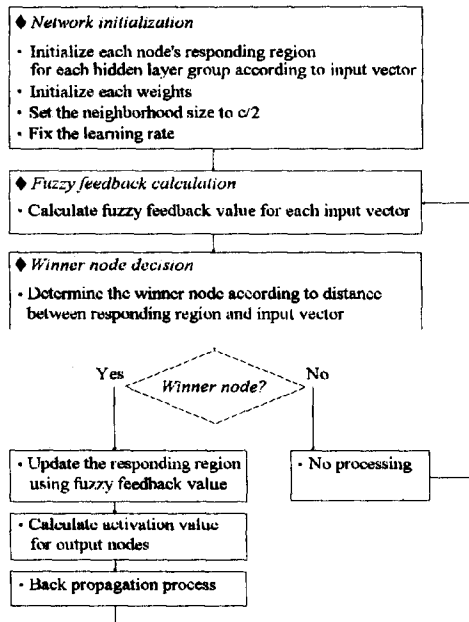 ◆ Network initialization
· Initialize each node's responding region
for each hidden layer group according to input vector
· Initialize each weights
· Set the neighborhood size to c/2
· Fix the learning rate
◆ Fuzzy feedback calculation
· Calculate fuzzy feedback value for each input vector
◆ Winner node decision
· Determine the winner node according to distance
between responding region and input vector
Yes
Winner node?
No
· Update the responding region
using fuzzy feedback value
· No processing
· Calculate activation value
for output nodes
· Back propagation process